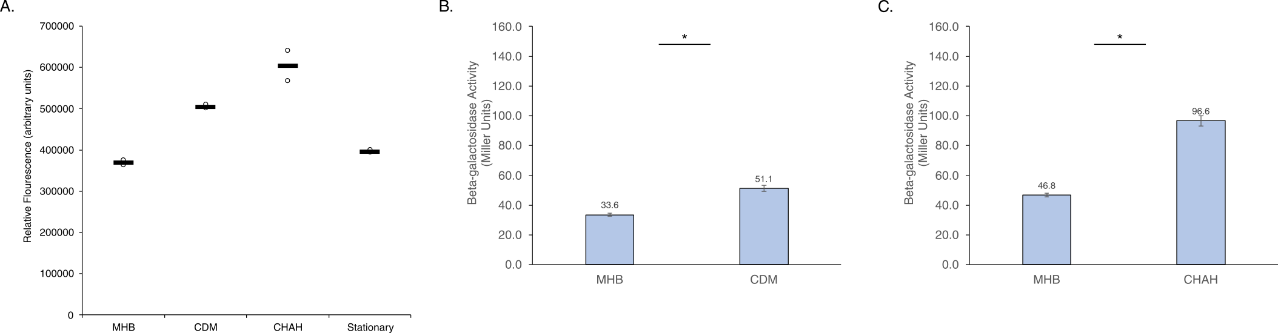 A.
700000
600000
500000
400000
300000
200000
100000
0
Relative Flourescence (arbitrary units)
MHB CDM CHAH Stationary
B.
160.0
140.0
120.0
100.0
80.0
60.0
40.0
20.0
0.0
Beta-galactosidase Activity
(Miller Units)
*
33.6
51.1
MHB CDM
C.
160.0
140.0
120.0
100.0
80.0
60.0
40.0
20.0
0.0
Beta-galactosidase Activity
(Miller Units)
*
46.8
96.6
MHB CHAH